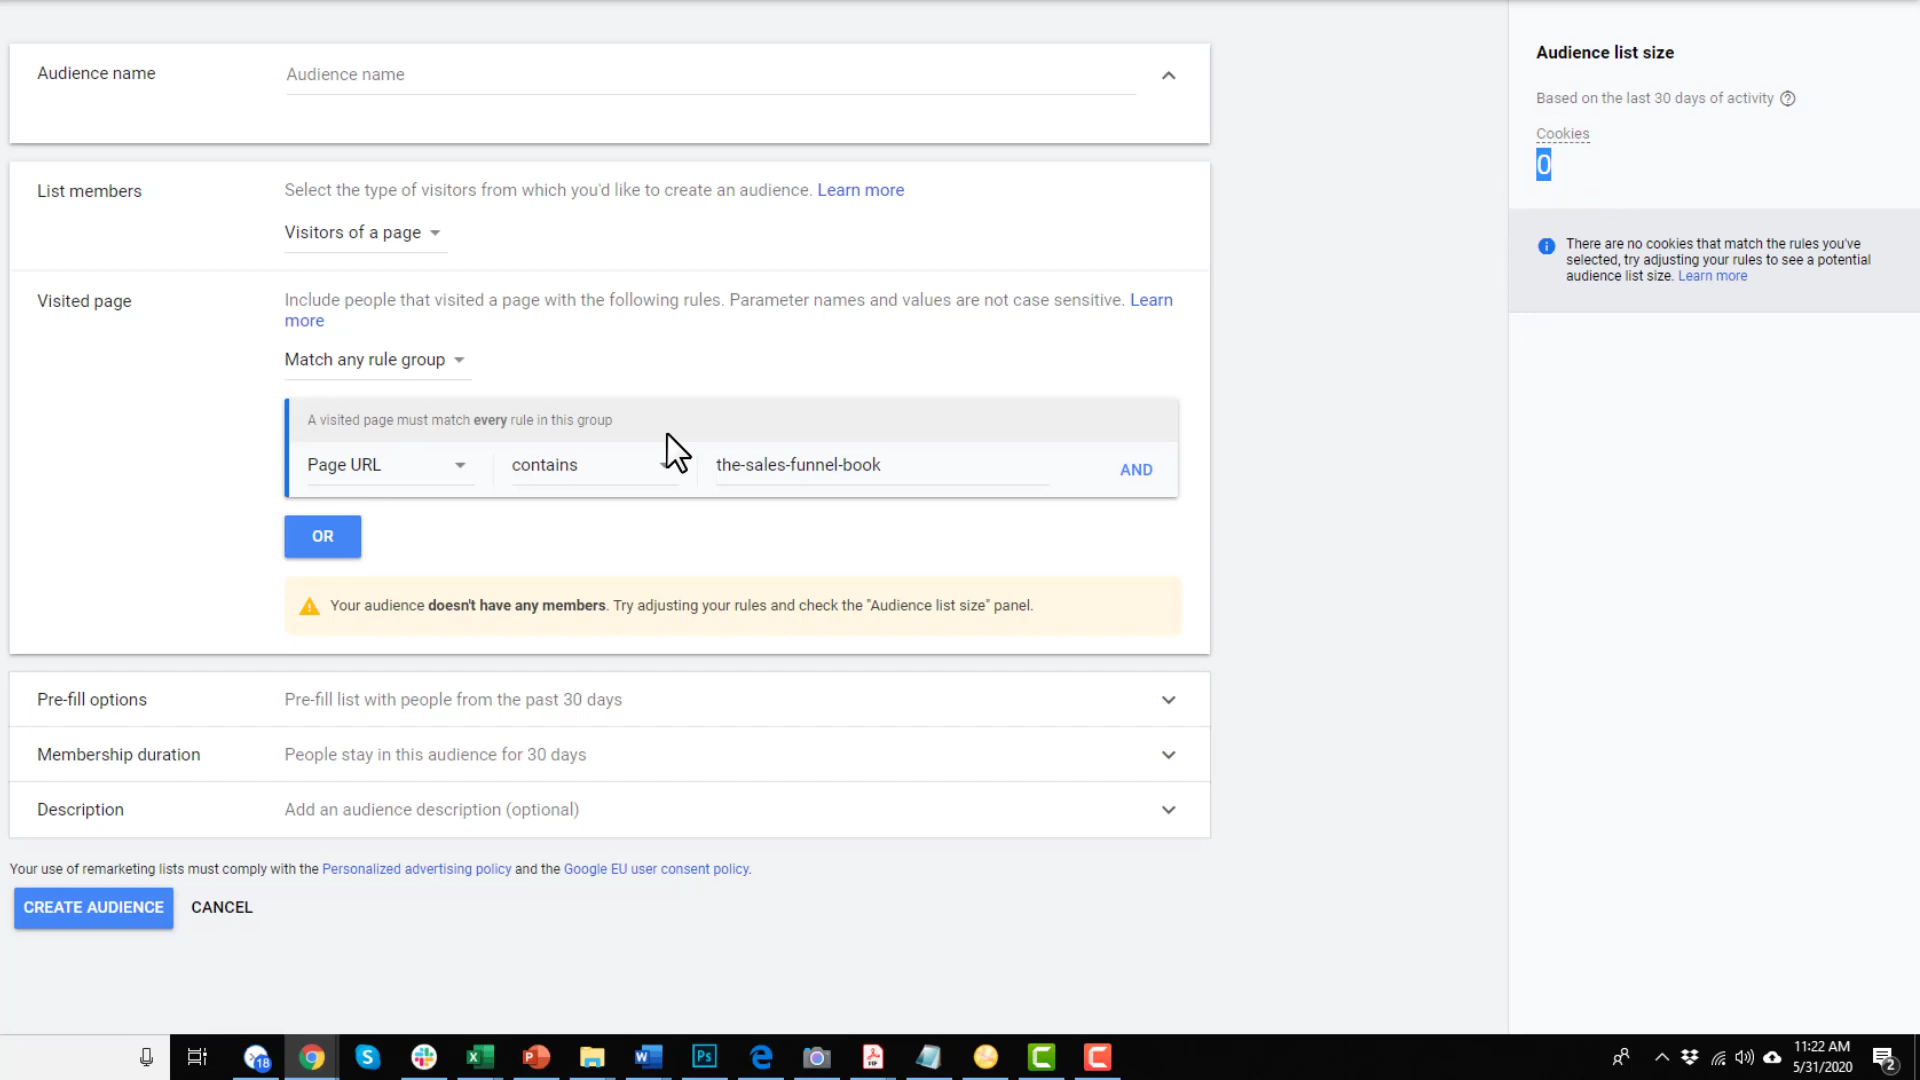 Audience name
Audience name
List members
Select the type of visitors from which you'd like to create an audience. Learn more
Visitors of a page
Visited page
Include people that visited a page with the following rules. Parameter names and values are not case sensitive. Learn
more
Match any rule group
A visited page must match every rule in this group
Page URL
contains
the-sales-funnel-book
AND
OR
Your audience doesn't have any members. Try adjusting your rules and check the "Audience list size" panel.
Pre-fill options
Pre-fill list with people from the past 30 days
Membership duration
People stay in this audience for 30 days
Description
Add an audience description (optional)
Your use of remarketing lists must comply with the Personalized advertising policy and the Google EU user consent policy.
CREATE AUDIENCE
CANCEL
Audience list size
Based on the last 30 days of activity
Cookies
0
There are no cookies that match the rules you've
selected, try adjusting your rules to see a potential
audience list size. Learn more
18
Ps
11:22 AM
5/31/2020
2